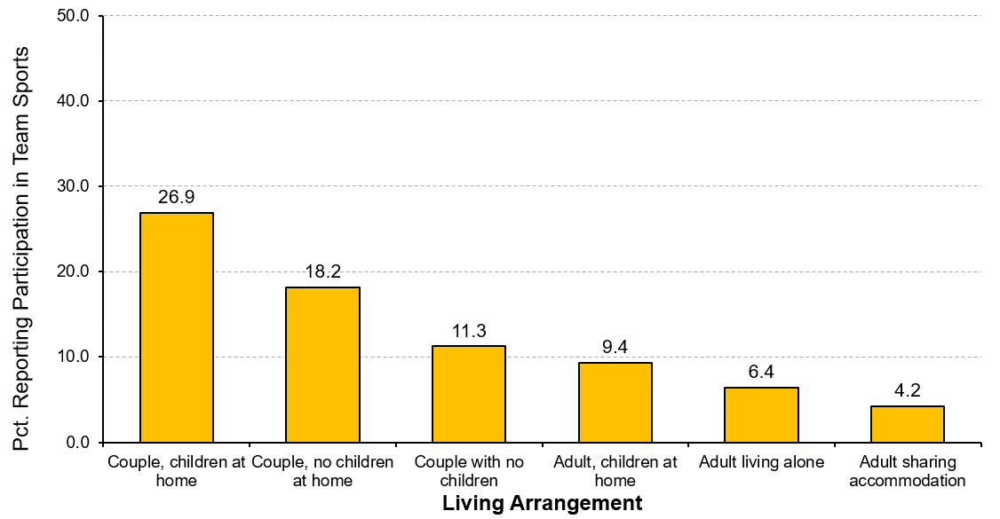 Pct. Reporting Participation in Team Sports
50.0
40.0
30.0
20.0
10.0
0.0
26.9
18.2
11.3
9.4
6.4
4.2
Couple, children at
home
Couple, no children
at home
Couple with no
children
Adult, children at
home
Adult living alone
Adult sharing
accommodation
Living Arrangement